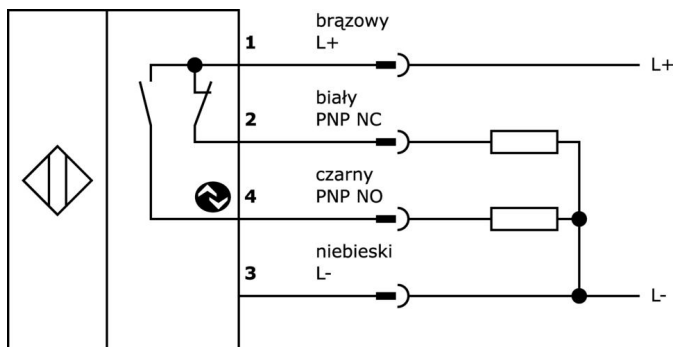 brązowy
1 L+
L+
biały
2 PNP NC
czarny
4 PNP NO
niebieski
3 L-
L-